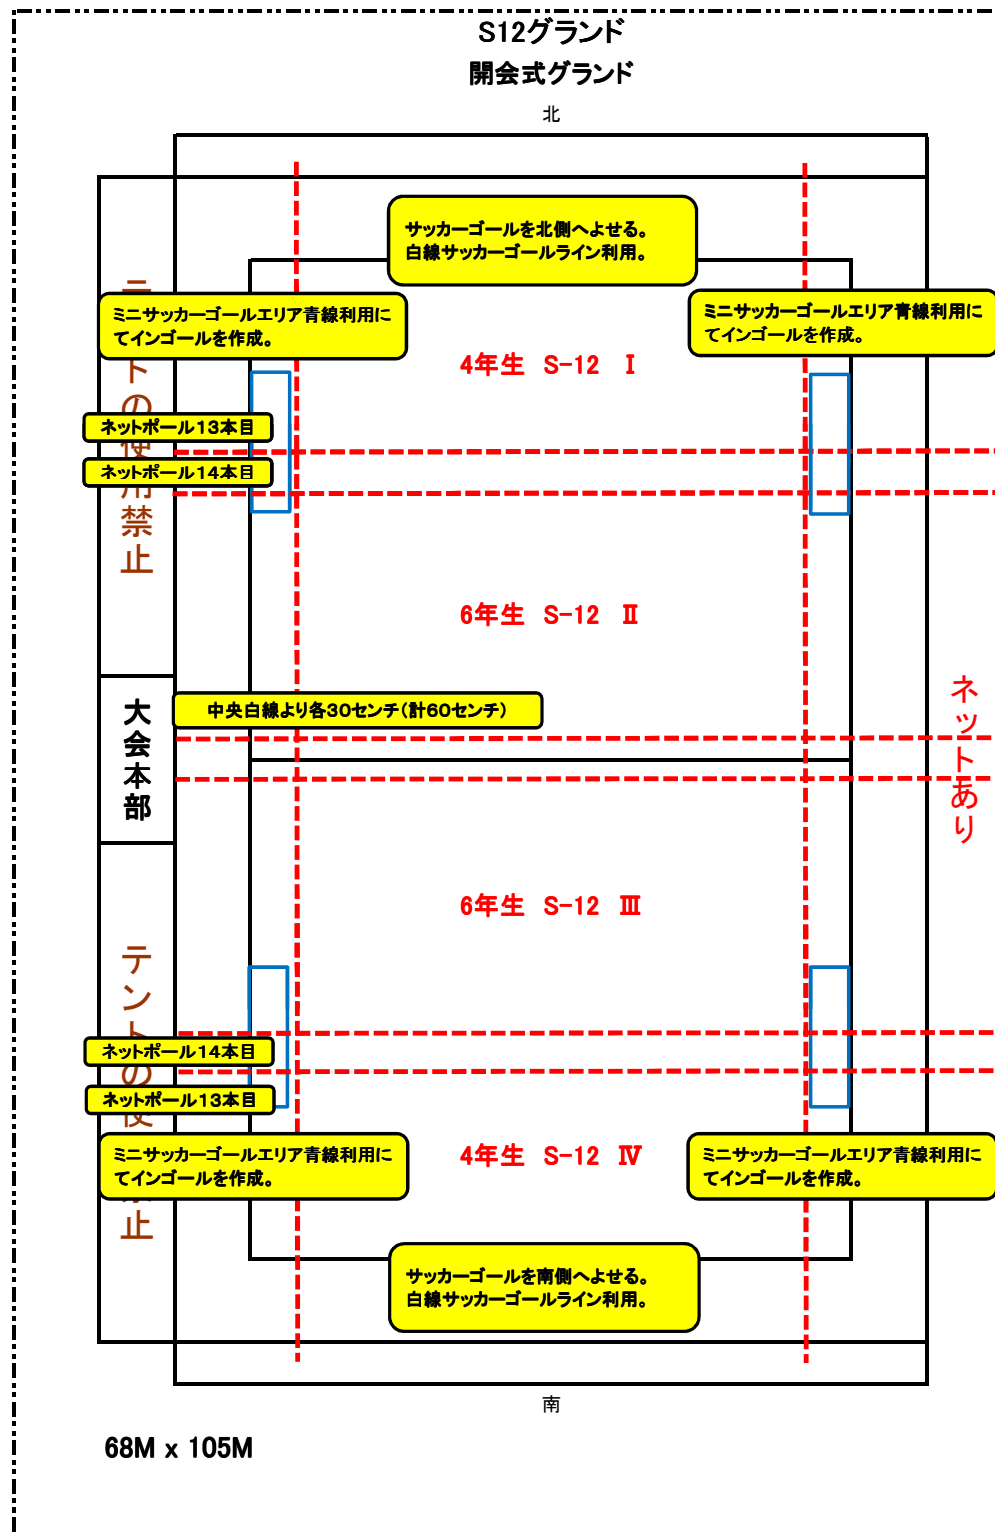 S12グランド
開会式グランド
北
サッカーゴールを北側へよせる。
白線サッカーゴールライン利用。
ミニサッカーゴールエリア青線利用に
てインゴールを作成。
ミニサッカーゴールエリア青線利用に
てインゴールを作成。
4年生 S-12 Ⅰ
ネットポール13本目
ネットポール14本目
トの使用禁止
6年生 S-12 Ⅱ
ネットあり
大会本部
中央白線より各30センチ(計60センチ)
6年生 S-12 Ⅲ
テントの使禁止
ネットポール14本目
ネットポール13本目
ミニサッカーゴールエリア青線利用に
てインゴールを作成。
4年生 S-12 Ⅳ
ミニサッカーゴールエリア青線利用に
てインゴールを作成。
サッカーゴールを南側へよせる。
白線サッカーゴールライン利用。
南
68M x 105M